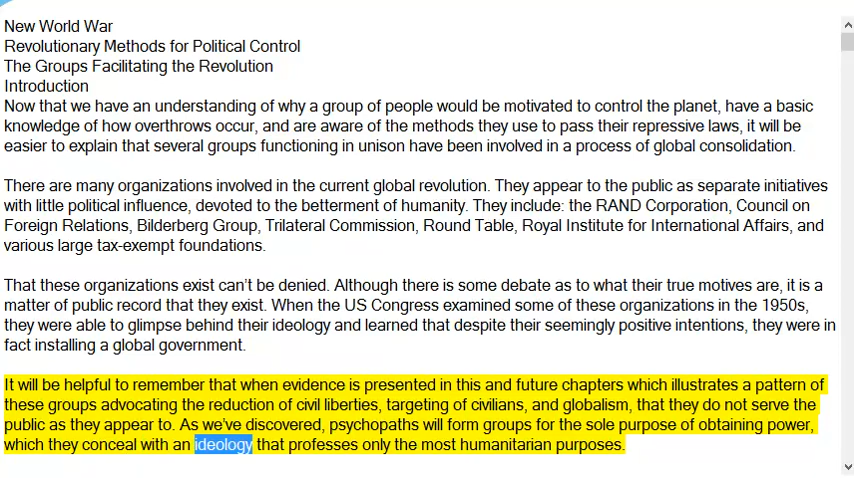 New World War
Revolutionary Methods for Political Control
The Groups Facilitating the Revolution
Introduction
Now that we have an understanding of why a group of people would be motivated to control the planet, have a basic
knowledge of how overthrows occur, and are aware of the methods they use to pass their repressive laws, it will be
easier to explain that several groups functioning in unison have been involved in a process of global consolidation.
There are many organizations involved in the current global revolution. They appear to the public as separate initiatives
with little political influence, devoted to the betterment of humanity. They include: the RAND Corporation, Council on
Foreign Relations, Bilderberg Group, Trilateral Commission, Round Table, Royal Institute for International Affairs, and
various large tax-exempt foundations.
That these organizations exist can't be denied. Although there is some debate as to what their true motives are, it is a
matter of public record that they exist. When the US Congress examined some of these organizations in the 1950s,
they were able to glimpse behind their ideology and learned that despite their seemingly positive intentions, they were in
fact installing a global government.
It will be helpful to remember that when evidence is presented in this and future chapters which illustrates a pattern of
these groups advocating the reduction of civil liberties, targeting of civilians, and globalism, that they do not serve the
public as they appear to. As we've discovered, psychopaths will form groups for the sole purpose of obtaining power,
which they conceal with an ideology that professes only the most humanitarian purposes.